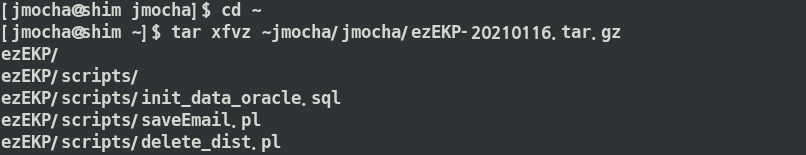 [jmocha@shim jmocha]$ cd ~
[jmocha@shim ~]$ tar xfvz ~jmocha/jmocha/ezEKP-20210116.tar.gz
ezEKP/
ezEKP/scripts/
ezEKP/scripts/init_data_oracle.sql
ezEKP/scripts/saveEmail.pl
ezEKP/scripts/delete_dist.pl